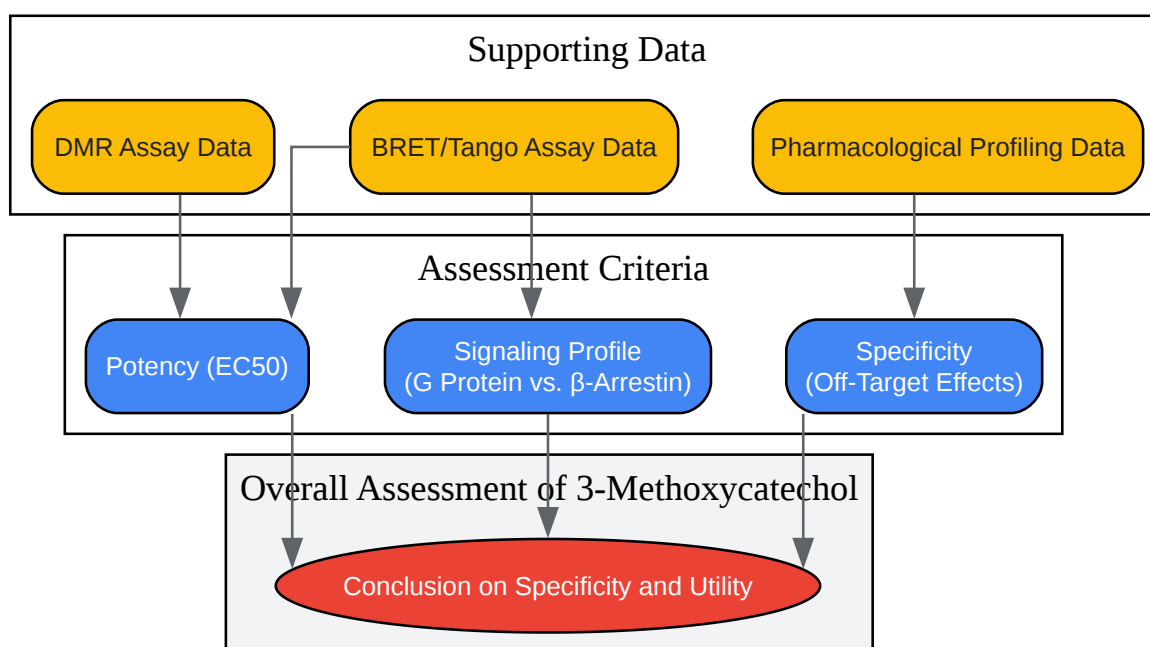 Supporting Data
DMR Assay Data
BRET/Tango Assay Data
Pharmacological Profiling Data
Assessment Criteria
Potency (EC50)
Signaling Profile
(G Protein vs. β-Arrestin)
Specificity
(Off-Target Effects)
Overall Assessment of 3-Methoxycatechol
Conclusion on Specificity and Utility